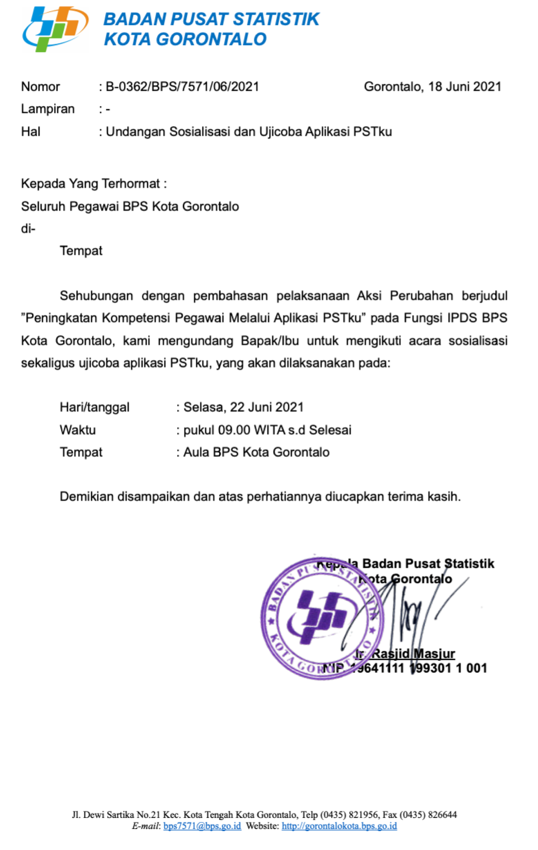 BADAN PUSAT STATISTIK
KOTA GORONTALO
Nomor : B-0362/BPS/7571/06/2021 Gorontalo, 18 Juni 2021
Lampiran : -
Hal : Undangan Sosialisasi dan Ujicoba Aplikasi PSTku
Kepada Yang Terhormat :
Seluruh Pegawai BPS Kota Gorontalo
di-
Tempat
Sehubungan dengan pembahasan pelaksanaan Aksi Perubahan berjudul
”Peningkatan Kompetensi Pegawai Melalui Aplikasi PSTku” pada Fungsi IPDS BPS
Kota Gorontalo, kami mengundang Bapak/Ibu untuk mengikuti acara sosialisasi
sekaligus ujicoba aplikasi PSTku, yang akan dilaksanakan pada:
Hari/tanggal : Selasa, 22 Juni 2021
Waktu : pukul 09.00 WITA s.d Selesai
Tempat : Aula BPS Kota Gorontalo
Demikian disampaikan dan atas perhatiannya diucapkan terima kasih.
Kepala Badan Pusat Statistik
Kota Gorontalo
BADAN PUSAT STATISTIK
KOTA GORONTALO
Ir. Rasjid Masjur
NIP 19641111 199301 1 001
Jl. Dewi Sartika No.21 Kec. Kota Tengah Kota Gorontalo, Telp (0435) 821956, Fax (0435) 826644
E-mail: bps7571@bps.go.id Website: http://gorontalokota.bps.go.id